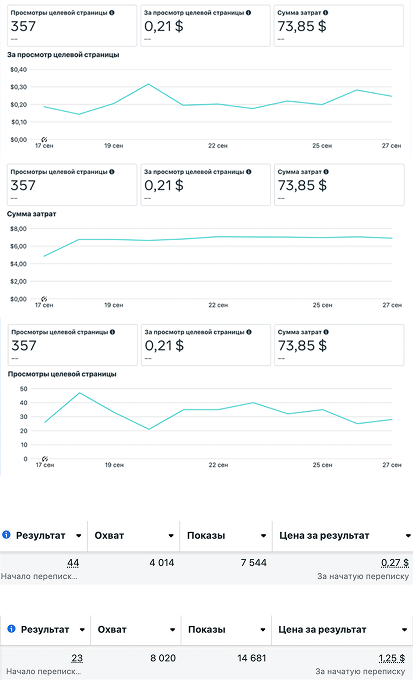 Просмотры целевой страницы За просмотр целевой страницы Сумма затрат
357 0,21 $ 73,85 $
-- -- --
За просмотр целевой страницы
$0,40
$0,30
$0,20
$0,10
$0,00
17 сен 19 сен 22 сен 25 сен 27 сен
Просмотры целевой страницы За просмотр целевой страницы Сумма затрат
357 0,21 $ 73,85 $
-- -- --
Сумма затрат
$8,00
$6,00
$4,00
$2,00
$0,00
17 сен 19 сен 22 сен 25 сен 27 сен
Просмотры целевой страницы За просмотр целевой страницы Сумма затрат
357 0,21 $ 73,85 $
-- -- --
Просмотры целевой страницы
50
40
30
20
10
0
17 сен 19 сен 22 сен 25 сен 27 сен
Результат Охват Показы Цена за результат
44 4 014 7 544 0,27 $
Начало переписк... За начатую переписку
Результат Охват Показы Цена за результат
23 8 020 14 681 1,25 $
Начало переписк... За начатую переписку